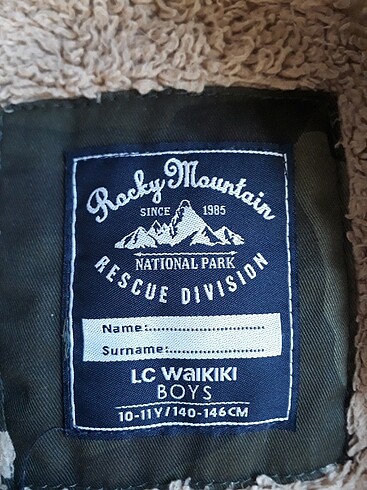 Rocky Mountain
SINCE 1985
NATIONAL PARK
RESCUE DIVISION
Name:..............................
Surname:........................
LC WAIKIKI
BOYS
10-11Y/140-146CM